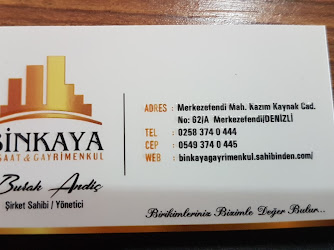 BİNKAYA
İNŞAAT & GAYRİMENKUL
Burak Andiç
Şirket Sahibi / Yönetici
ADRES : Merkezefendi Mah. Kazım Kaynak Cad.
No: 62/A Merkezefendi/DENİZLİ
TEL : 0258 374 0 444
CEP : 0549 374 0 445
WEB : binkayagayrimenkul.sahibinden.com/
Birikimleriniz Bizimle Değer Bulur...